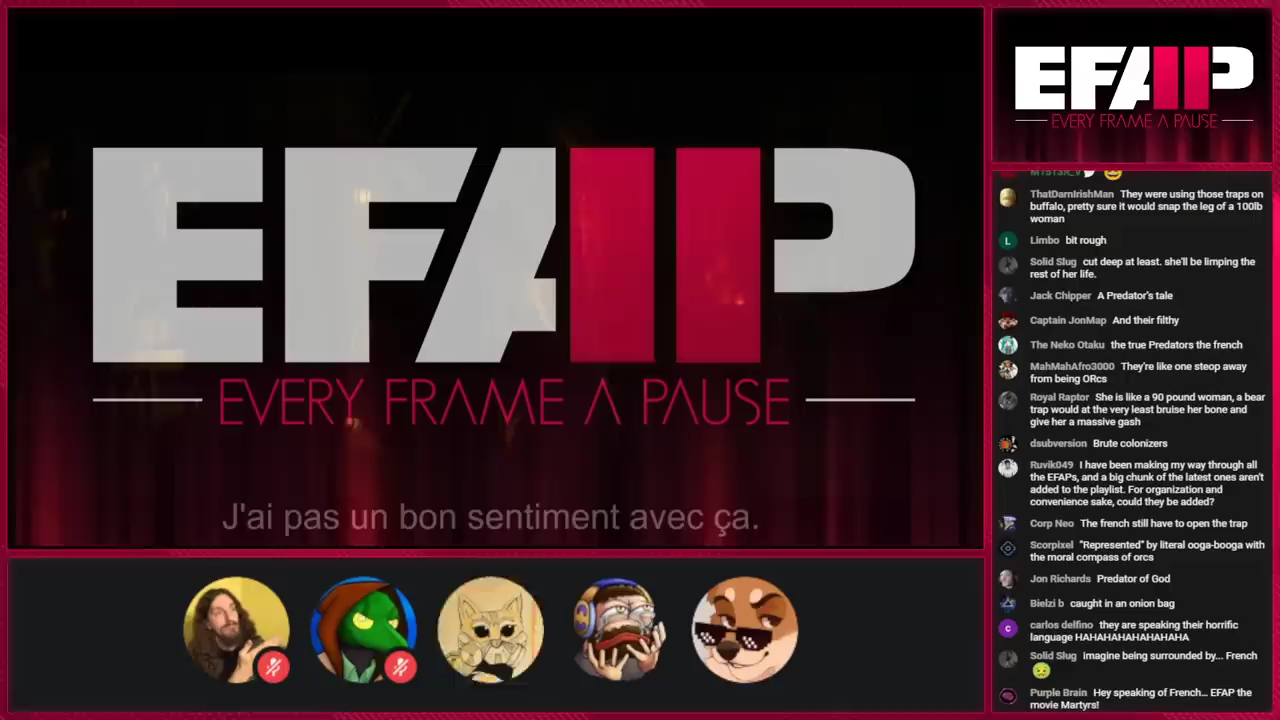 EFAP
EVERY FRAME A PAUSE
J'ai pas un bon sentiment avec ça.
EFAP
EVERY FRAME A PAUSE
ThatDarnIrishMan They were using those traps on
buffalo, pretty sure it would snap the leg of a 100lb
woman
L
Limbo bit rough
Solid Slug cut deep at least. she'll be limping the
rest of her life.
Jack Chipper A Predator's tale
Captain JonMap And their filthy
The Neko Otaku the true Predators the french
MahMahAfro3000 They're like one steop away
from being ORcs
Royal Raptor She is like a 90 pound woman, a bear
trap would at the very least bruise her bone and
give her a massive gash
dsubversion Brute colonizers
Ruvik049 I have been making my way through all
the EFAPs, and a big chunk of the latest ones aren't
added to the playlist. For organization and
convenience sake, could they be added?
Corp Neo The french still have to open the trap
Scorpixel "Represented" by literal ooga-booga with
the moral compass of orcs
Jon Richards Predator of God
Bielzi b caught in an onion bag
c
carlos delfino they are speaking their horrific
language HAHAHAHAHAHAHA
Solid Slug imagine being surrounded by... French
Purple Brain Hey speaking of French... EFAP the
movie Martyrs!